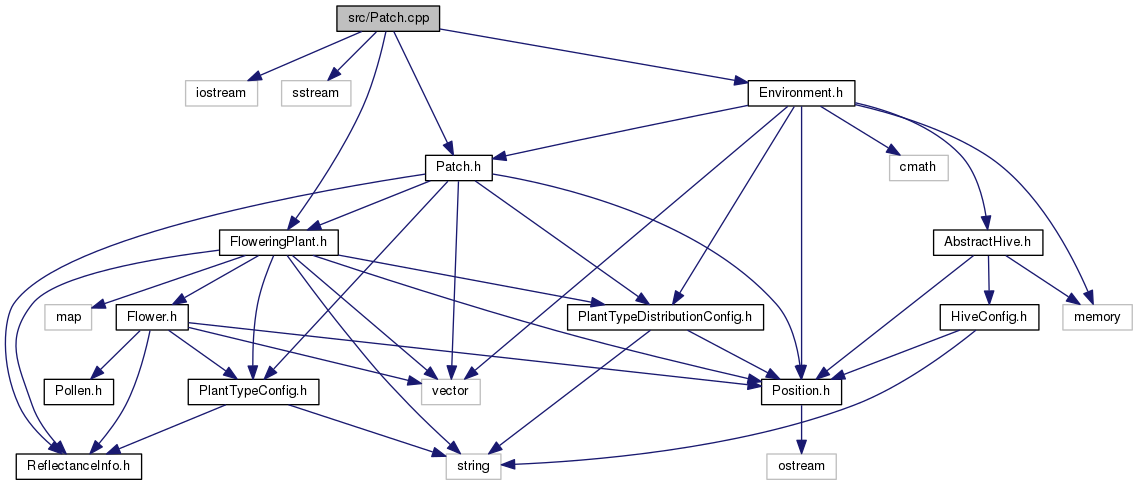 src/Patch.cpp
iostream
sstream
Environment.h
Patch.h
cmath
FloweringPlant.h
AbstractHive.h
map
Flower.h
PlantTypeDistributionConfig.h
HiveConfig.h
memory
Pollen.h
PlantTypeConfig.h
vector
Position.h
ReflectanceInfo.h
string
ostream